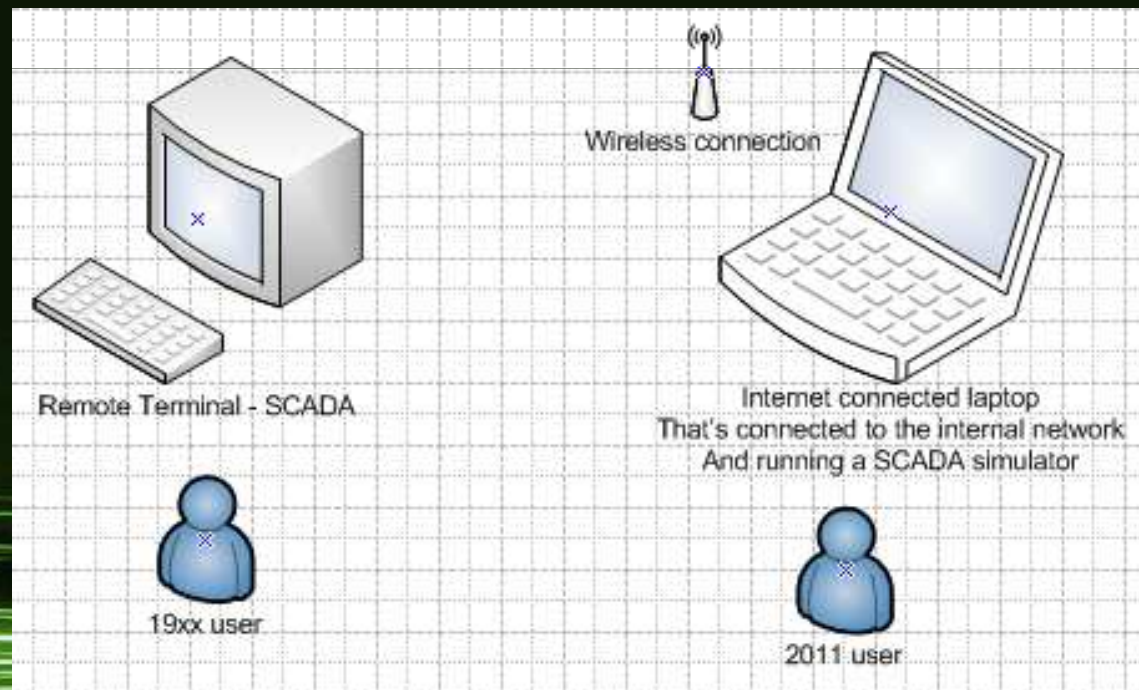 Wireless connection
Remote Terminal - SCADA
Internet connected laptop
That's connected to the internal network
And running a SCADA simulator
19xx user
2011 user